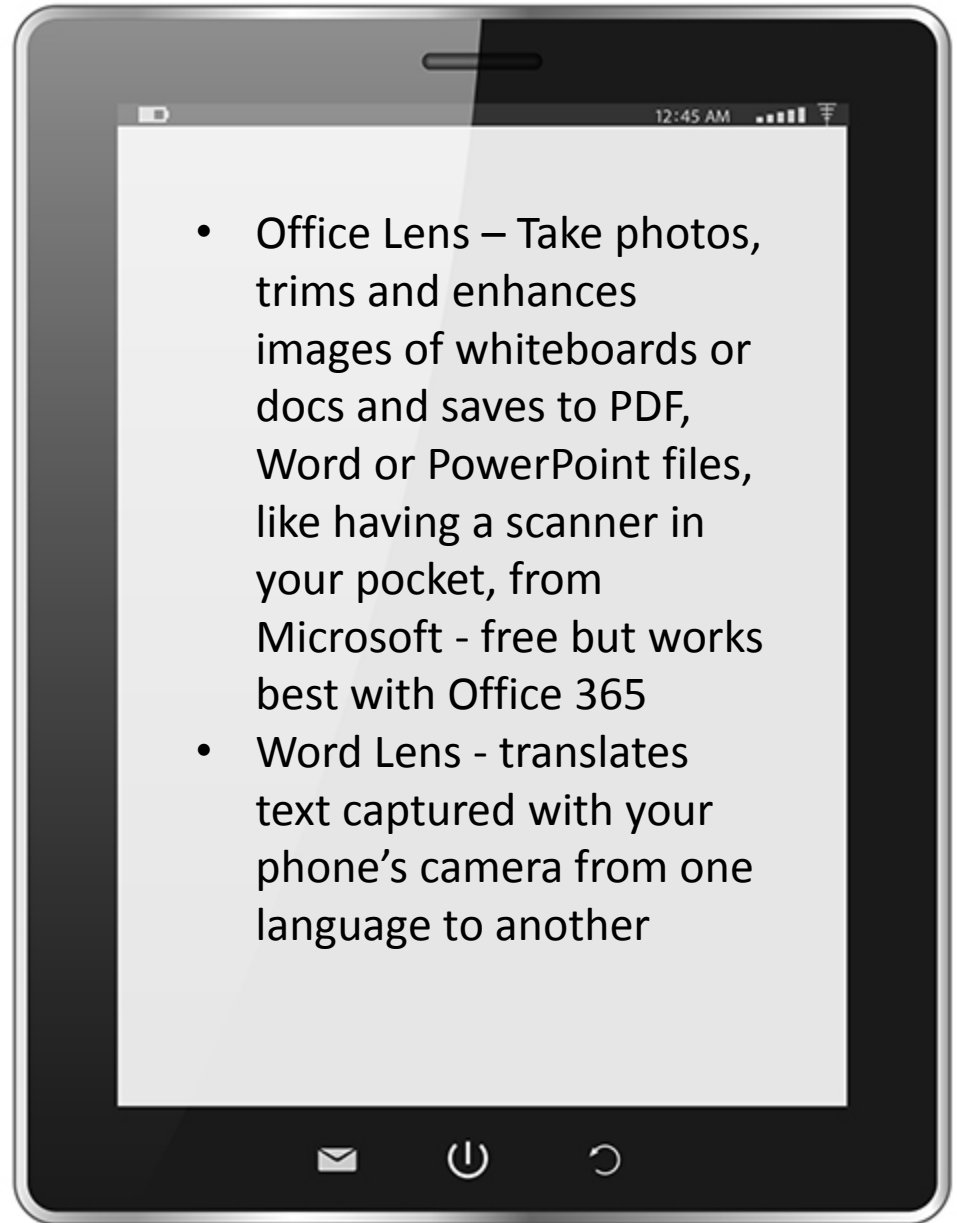 12:45 AM
• Office Lens – Take photos,
trims and enhances
images of whiteboards or
docs and saves to PDF,
Word or PowerPoint files,
like having a scanner in
your pocket, from
Microsoft - free but works
best with Office 365
• Word Lens - translates
text captured with your
phone’s camera from one
language to another